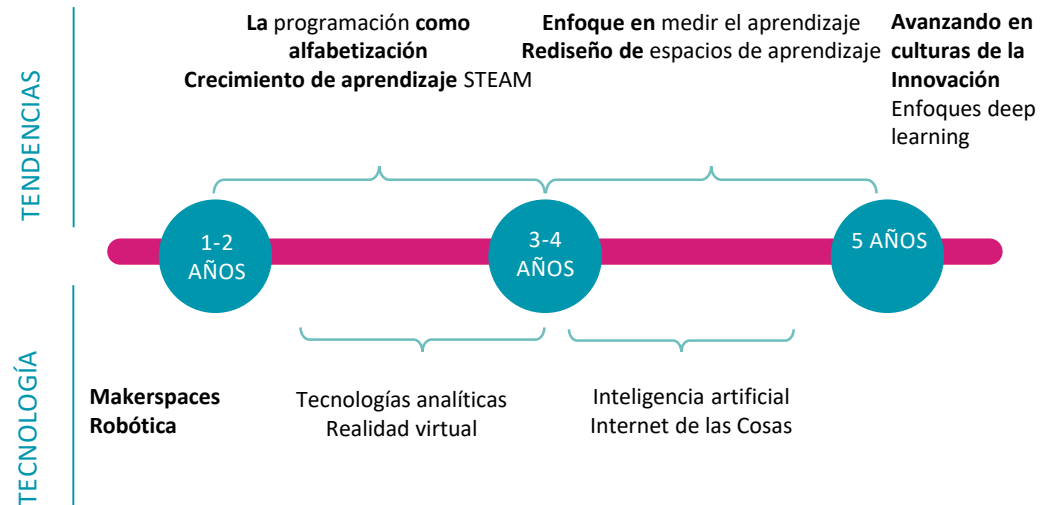 TENDENCIAS
La programación como
alfabetización
Crecimiento de aprendizaje STEAM
Enfoque en medir el aprendizaje
Rediseño de espacios de aprendizaje
Avanzando en
culturas de la
Innovación
Enfoques deep
learning
1-2
AÑOS
3-4
AÑOS
5 AÑOS
TECNOLOGÍA
Makerspaces
Robótica
Tecnologías analíticas
Realidad virtual
Inteligencia artificial
Internet de las Cosas